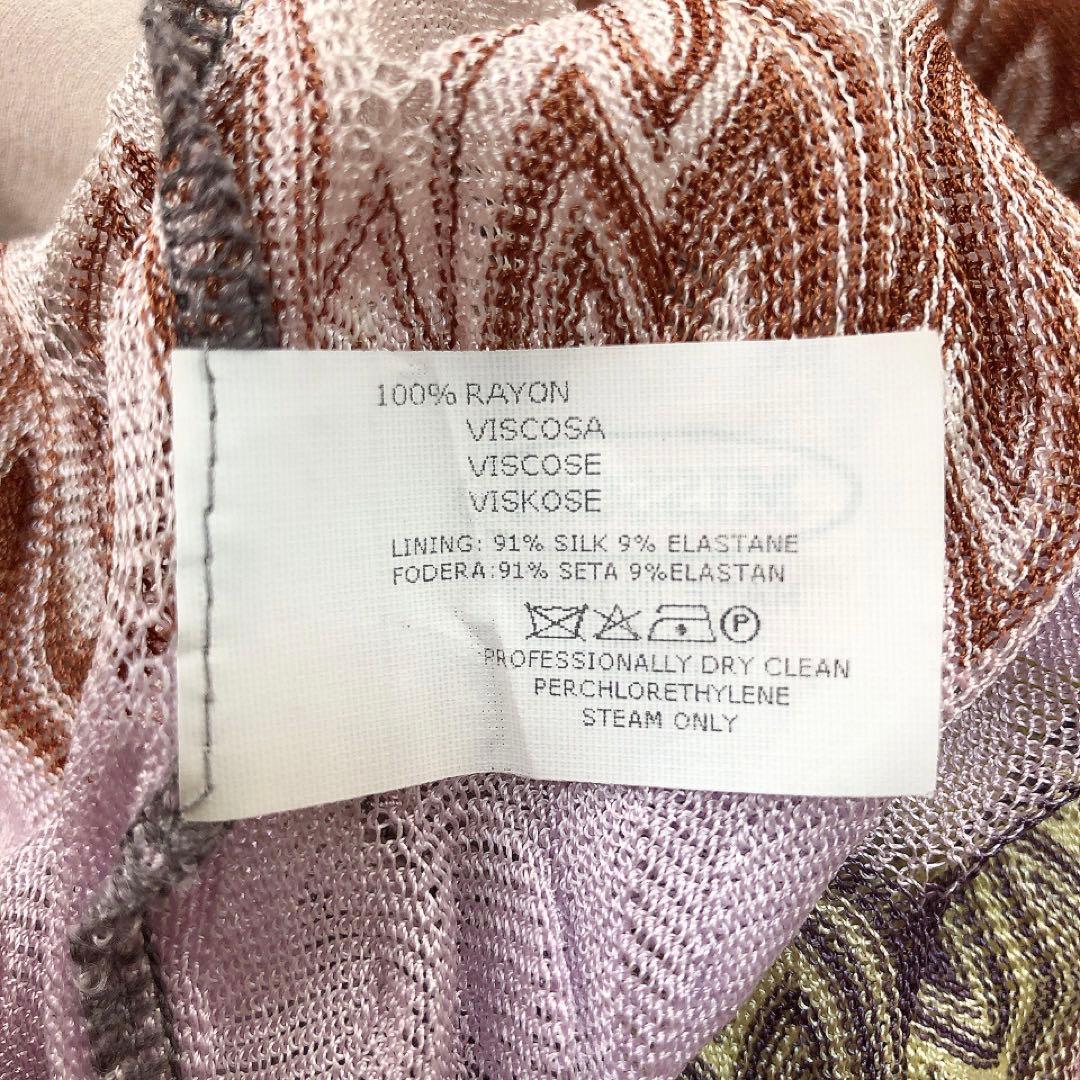 100% RAYON
VISCOSA
VISCOSE
VISKOSE
LINING: 91% SILK 9% ELASTANE
FODERA:91% SETA 9%ELASTAN
P
PROFESSIONALLY DRY CLEAN
PERCHLORETHYLENE
STEAM ONLY